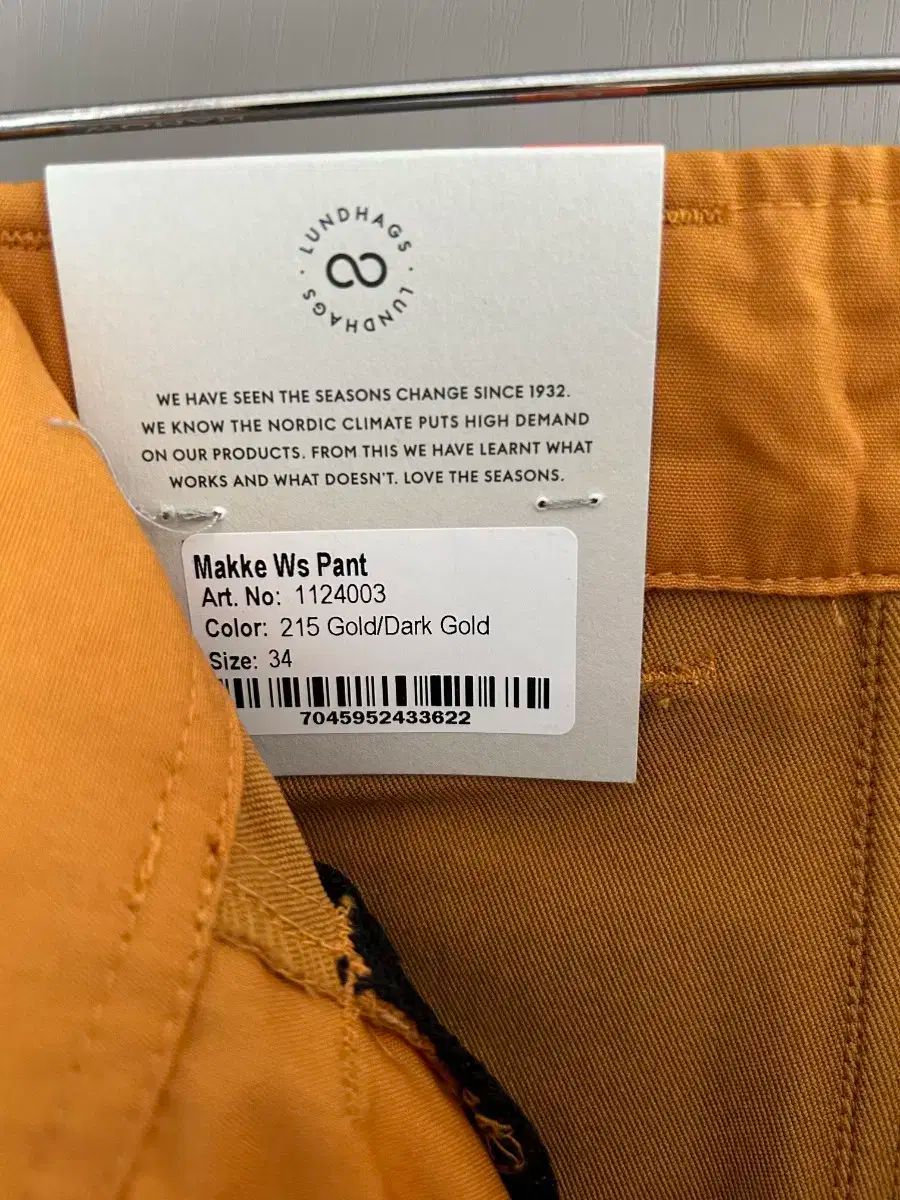 LUNDHAGS · LUNDHAGS ·
WE HAVE SEEN THE SEASONS CHANGE SINCE 1932.
WE KNOW THE NORDIC CLIMATE PUTS HIGH DEMAND
ON OUR PRODUCTS. FROM THIS WE HAVE LEARNT WHAT
WORKS AND WHAT DOESN'T. LOVE THE SEASONS.
Makke Ws Pant
Art. No: 1124003
Color: 215 Gold/Dark Gold
Size: 34
7045952433622